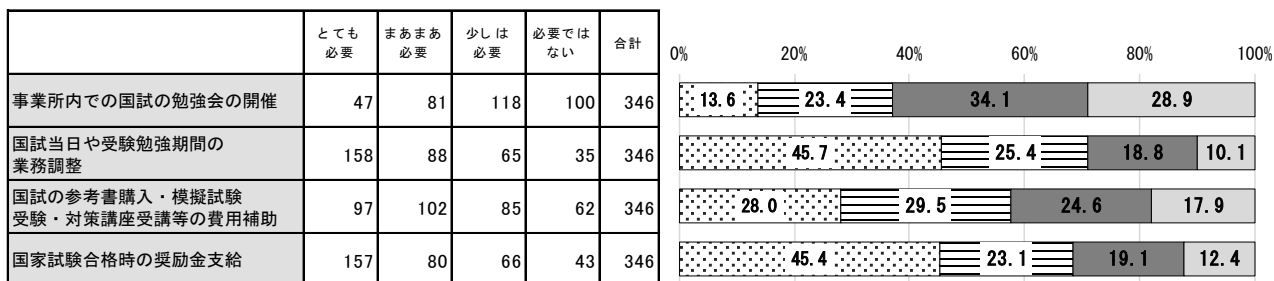 とても必要 まあまあ必要 少しは必要 必要ではない 合計
0% 20% 40% 60% 80% 100%
事業所内での国試の勉強会の開催 47 81 118 100 346 13.6 23.4 34.1 28.9
国試当日や受験勉強期間の
業務調整 158 88 65 35 346 45.7 25.4 18.8 10.1
国試の参考書購入・模擬試験
受験・対策講座受講等の費用補助 97 102 85 62 346 28.0 29.5 24.6 17.9
国家試験合格時の奨励金支給 157 80 66 43 346 45.4 23.1 19.1 12.4